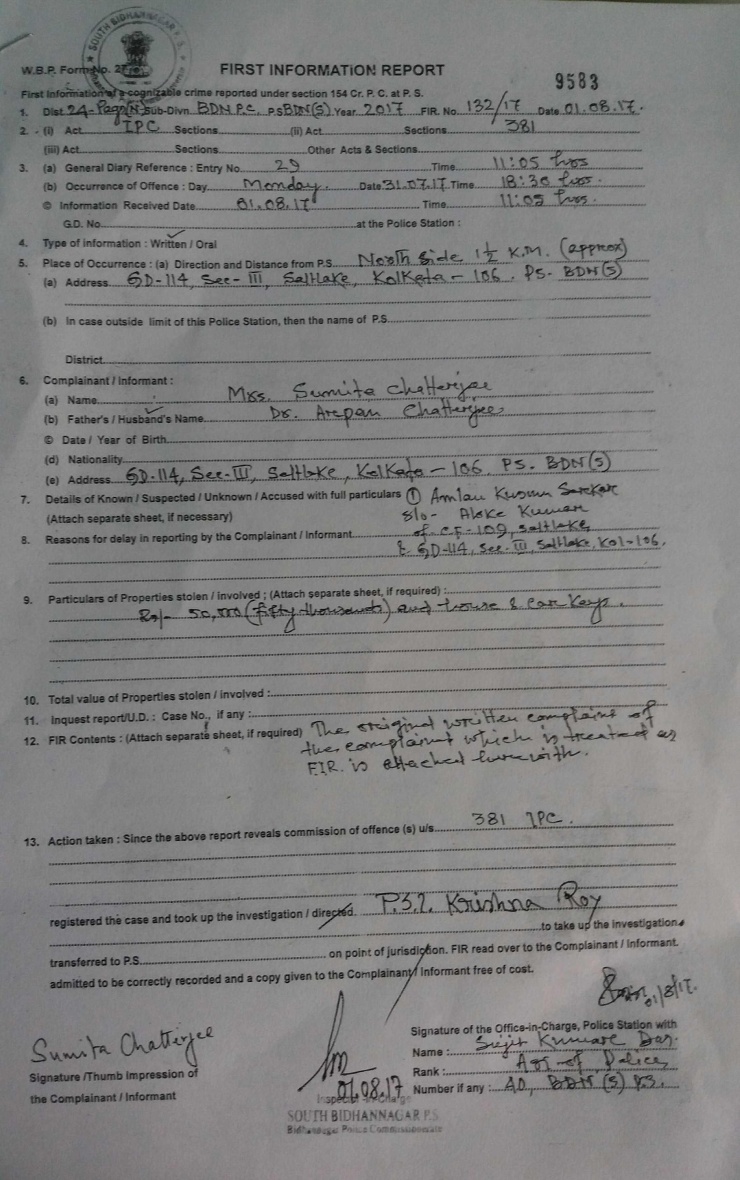 SOUTH BIDHANNAGAR P.S.
W.B.P. Form No. 27
FIRST INFORMATION REPORT
9583
First Information of a cognizable crime reported under section 154 Cr. P. C. at P. S.
1. Dist. 24-Pags(N) Sub-Divn. BDN P.C. P.S BDN(S) Year 2017 FIR. No. 132/17 Date 01.08.17.
2. - (i) Act IPC Sections (ii) Act Sections 381
(iii) Act Sections Other Acts & Sections
3. (a) General Diary Reference : Entry No. 29 Time 11:05 hrs
(b) Occurrence of Offence : Day Monday. Date 31.07.17 Time 18:30 hrs.
© Information Received Date 01.08.17 Time 11:05 hrs.
G.D. No. at the Police Station :
4. Type of information : Written / Oral
5. Place of Occurrence : (a) Direction and Distance from P.S. North Side 1½ K.M. (approx)
(a) Address GD-114, Sec-III, Saltlake, Kolkata-106. PS- BDN(S)
(b) In case outside limit of this Police Station, then the name of P.S.
District
6. Complainant / Informant :
(a) Name Mrs. Sumita Chatterjee
(b) Father's / Husband's Name Dr. Arepan Chatterjee
© Date / Year of Birth
(d) Nationality
(e) Address GD-114, Sec-III, Saltlake, Kolkata-106. PS. BDN(S)
7. Details of Known / Suspected / Unknown / Accused with full particulars ① Amlan Kusum Sarkar
(Attach separate sheet, if necessary) S/o- Aloke Kumar
8. Reasons for delay in reporting by the Complainant / Informant of CF-109, saltlake,
& GD-114, Sec-III, Saltlake, Kol-106.
9. Particulars of Properties stolen / involved ; (Attach separate sheet, if required) :
Rs/- 50,000 (fifty thousands) and house & car Keys.
10. Total value of Properties stolen / involved :
11. Inquest report/U.D. : Case No., if any :
12. FIR Contents : (Attach separate sheet, if required) The original written complaint of
the complaint which is treated as
F.I.R. is attached herewith.
13. Action taken : Since the above report reveals commission of offence (s) u/s. 381 IPC.
registered the case and took up the investigation / directed. P.S.I. Krishna Roy
to take up the Investigation
transferred to P.S. on point of jurisdiction. FIR read over to the Complainant / Informant.
admitted to be correctly recorded and a copy given to the Complainant / Informant free of cost.
01/8/17.
Sumita Chatterjee
Signature /Thumb Impression of
the Complainant / Informant
01.08.17
Inspector-in-Charge
SOUTH BIDHANNAGAR P.S.
Bidhannagar Police Commissionerate
Signature of the Office-in-Charge, Police Station with
Name : Sujit Kumar Das.
Rank : ASI of Police
Number if any : AD, BDN (S) P.S.